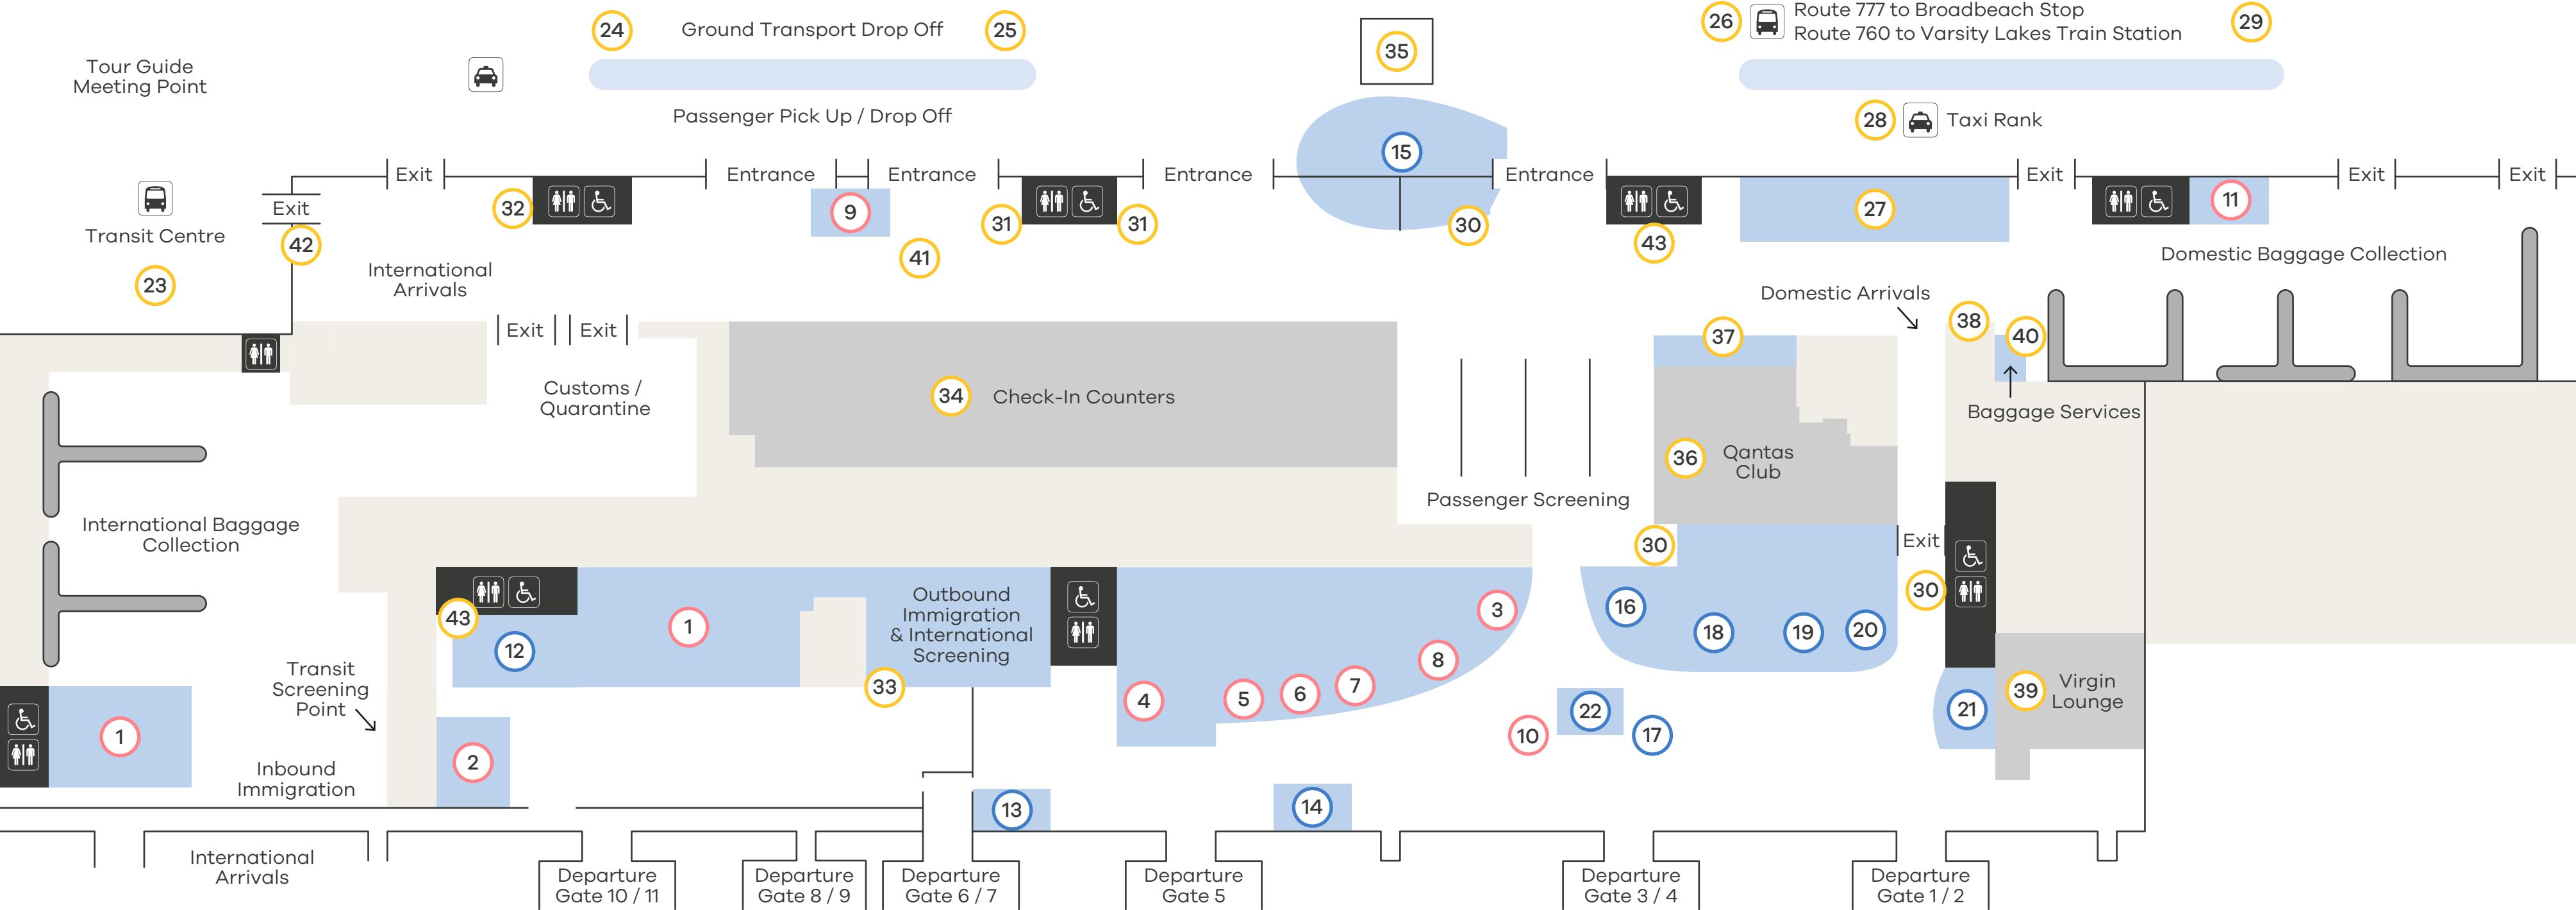 24
Ground Transport Drop Off
25
35
26
Route 777 to Broadbeach Stop
Route 760 to Varsity Lakes Train Station
29
Tour Guide
Meeting Point
Passenger Pick Up / Drop Off
28
Taxi Rank
15
Exit
Entrance
Entrance
Entrance
Entrance
Exit
Exit
Exit
Exit
32
9
31
31
30
43
27
11
Transit Centre
23
42
41
International
Arrivals
Domestic Baggage Collection
Domestic Arrivals
Exit
Exit
37
38
40
Customs /
Quarantine
34
Check-In Counters
Baggage Services
36
Qantas
Club
Passenger Screening
International Baggage
Collection
30
Exit
30
43
12
1
Outbound
Immigration
& International
Screening
33
3
8
7
6
5
4
16
18
19
20
Transit
Screening
Point
39
Virgin
Lounge
21
22
10
17
1
2
Inbound
Immigration
13
14
International
Arrivals
Departure
Gate 10 / 11
Departure
Gate 8 / 9
Departure
Gate 6 / 7
Departure
Gate 5
Departure
Gate 3 / 4
Departure
Gate 1 / 2